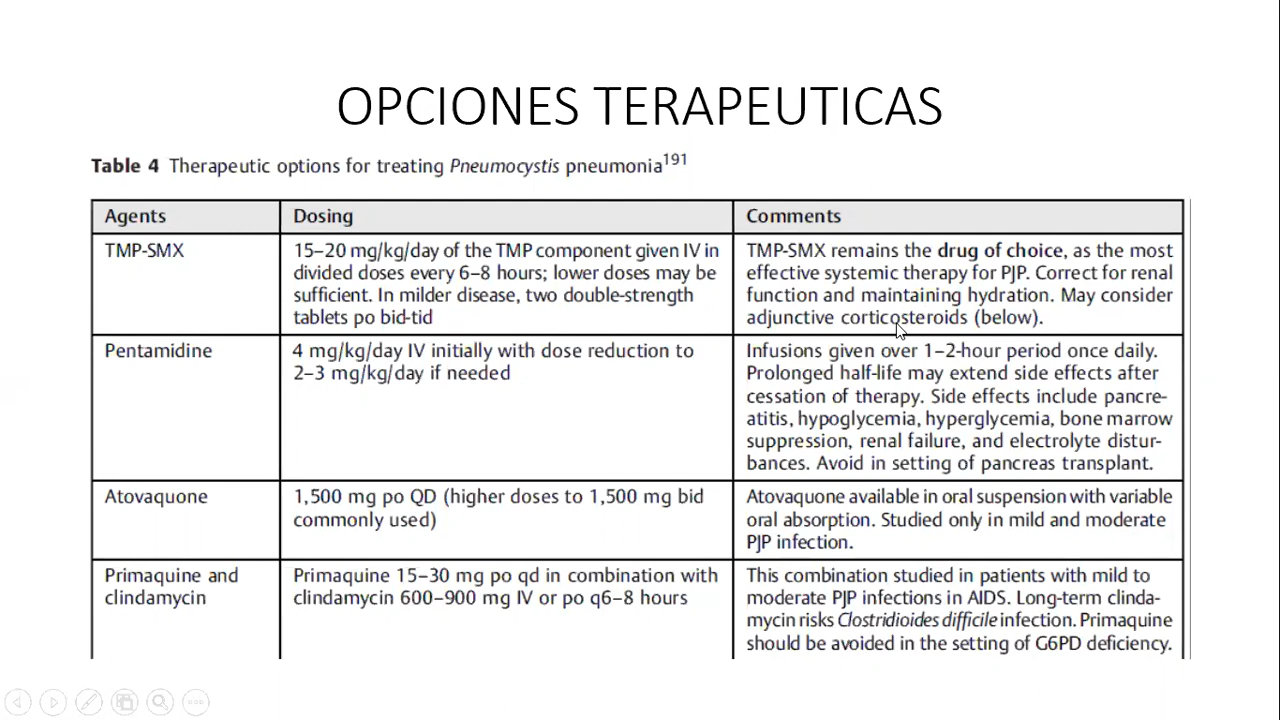 OPCIONES TERAPEUTICAS
Table 4 Therapeutic options for treating Pneumocystis pneumonia191
Agents
Dosing
Comments
TMP-SMX
15–20 mg/kg/day of the TMP component given IV in
divided doses every 6–8 hours; lower doses may be
sufficient. In milder disease, two double-strength
tablets po bid-tid
TMP-SMX remains the drug of choice, as the most
effective systemic therapy for PJP. Correct for renal
function and maintaining hydration. May consider
adjunctive corticosteroids (below).
Pentamidine
4 mg/kg/day IV initially with dose reduction to
2–3 mg/kg/day if needed
Infusions given over 1–2-hour period once daily.
Prolonged half-life may extend side effects after
cessation of therapy. Side effects include pancre-
atitis, hypoglycemia, hyperglycemia, bone marrow
suppression, renal failure, and electrolyte distur-
bances. Avoid in setting of pancreas transplant.
Atovaquone
1,500 mg po QD (higher doses to 1,500 mg bid
commonly used)
Atovaquone available in oral suspension with variable
oral absorption. Studied only in mild and moderate
PJP infection.
Primaquine and
clindamycin
Primaquine 15–30 mg po qd in combination with
clindamycin 600–900 mg IV or po q6–8 hours
This combination studied in patients with mild to
moderate PJP infections in AIDS. Long-term clinda-
mycin risks Clostridioides difficile infection. Primaquine
should be avoided in the setting of G6PD deficiency.